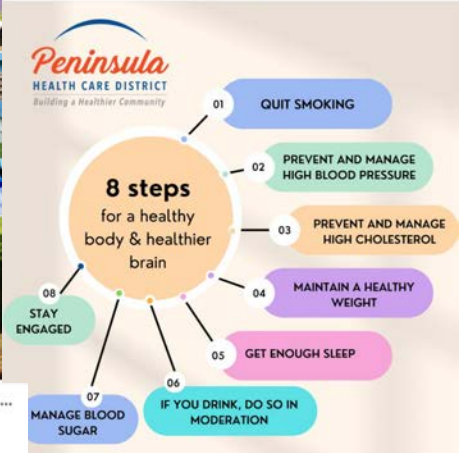 Peninsula
HEALTH CARE DISTRICT
Building a Healthier Community
8 steps
for a healthy
body & healthier
brain
01
QUIT SMOKING
02
PREVENT AND MANAGE
HIGH BLOOD PRESSURE
03
PREVENT AND MANAGE
HIGH CHOLESTEROL
04
MAINTAIN A HEALTHY
WEIGHT
05
GET ENOUGH SLEEP
06
IF YOU DRINK, DO SO IN
MODERATION
07
MANAGE BLOOD
SUGAR
08
STAY
ENGAGED
...